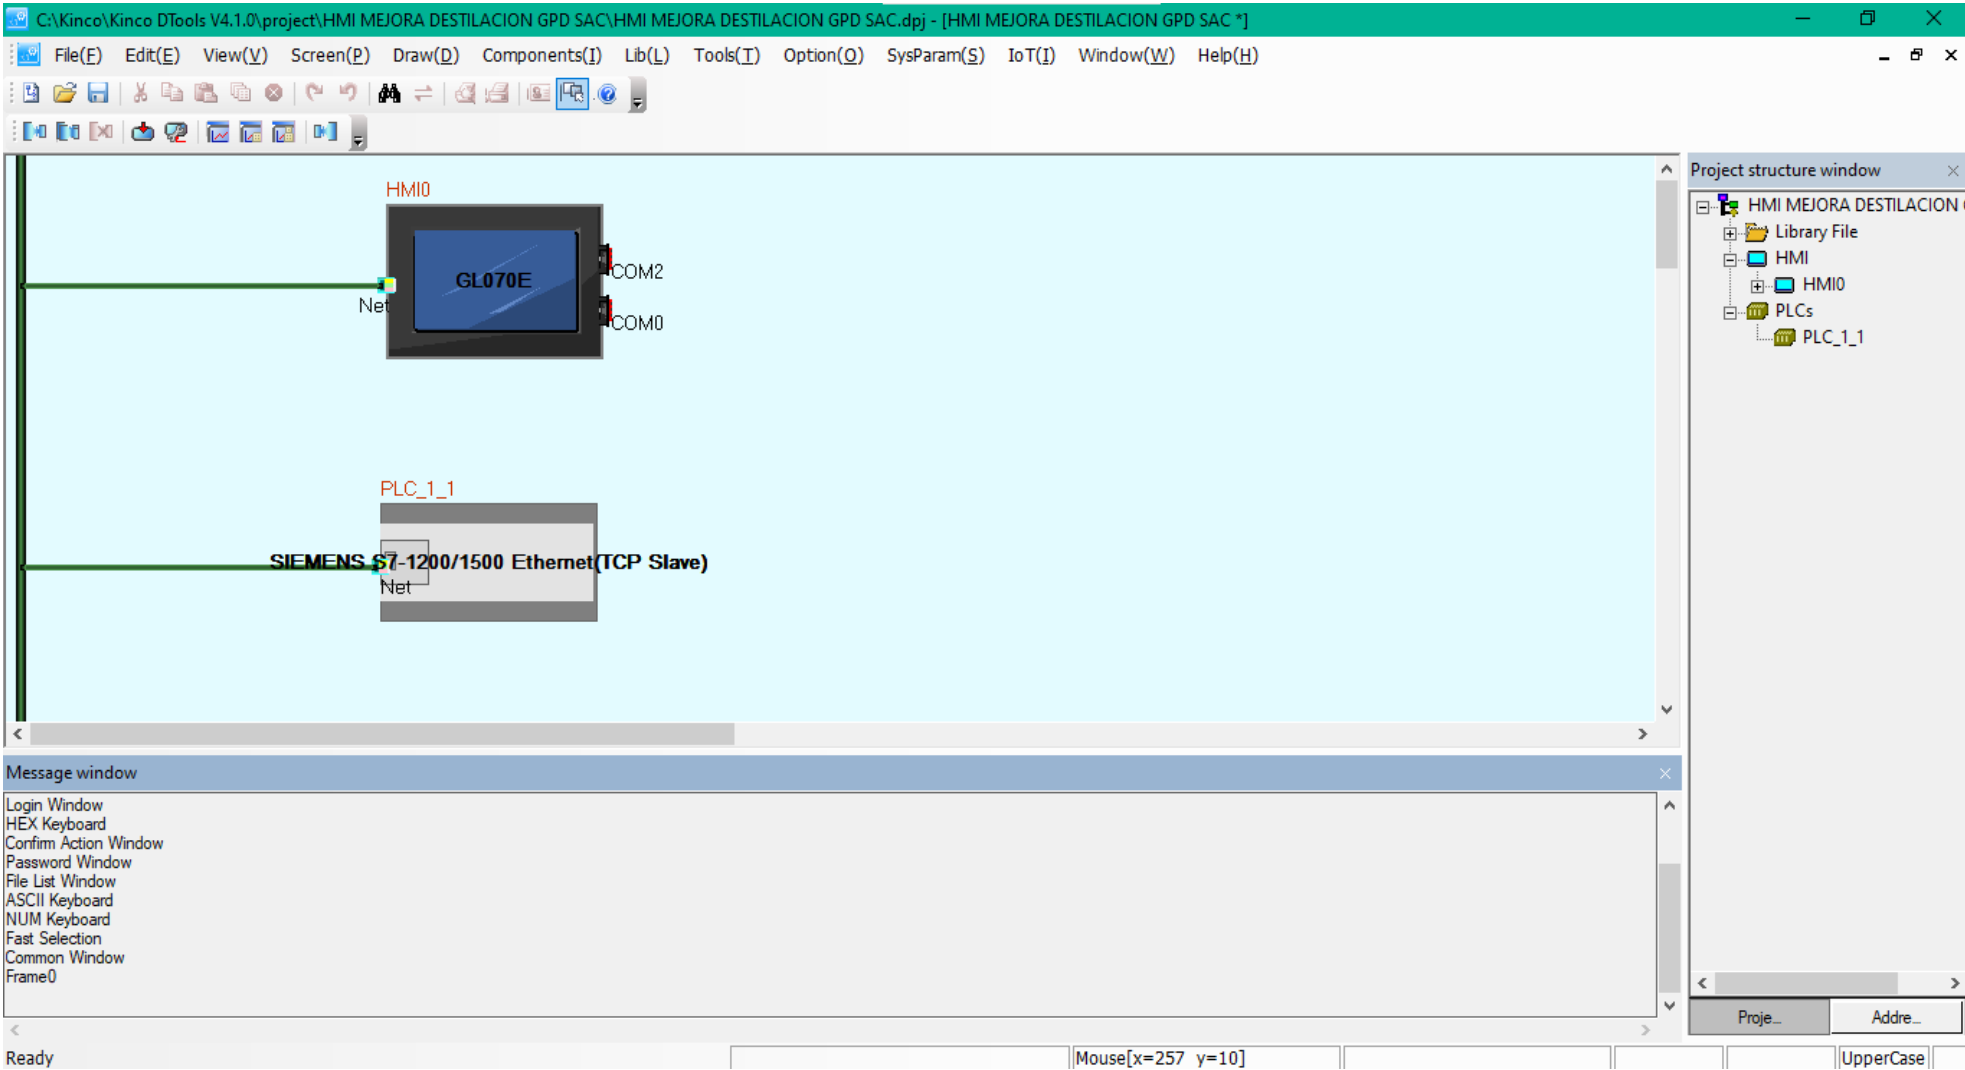 C:\Kinco\Kinco DTools V4.1.0\project\HMI MEJORA DESTILACION GPD SAC\HMI MEJORA DESTILACION GPD SAC.dpj - [HMI MEJORA DESTILACION GPD SAC *]
File(F) Edit(E) View(V) Screen(P) Draw(D) Components(I) Lib(L) Tools(T) Option(O) SysParam(S) IoT(I) Window(W) Help(H)
HMI0
GL070E
COM2
Net
COM0
PLC_1_1
SIEMENS S7-1200/1500 Ethernet(TCP Slave)
Net
Project structure window
HMI MEJORA DESTILACION
Library File
HMI
HMI0
PLCs
PLC_1_1
Proje... Addre...
Message window
Login Window
HEX Keyboard
Confirm Action Window
Password Window
File List Window
ASCII Keyboard
NUM Keyboard
Fast Selection
Common Window
Frame0
Ready Mouse[x=257 y=10] UpperCase